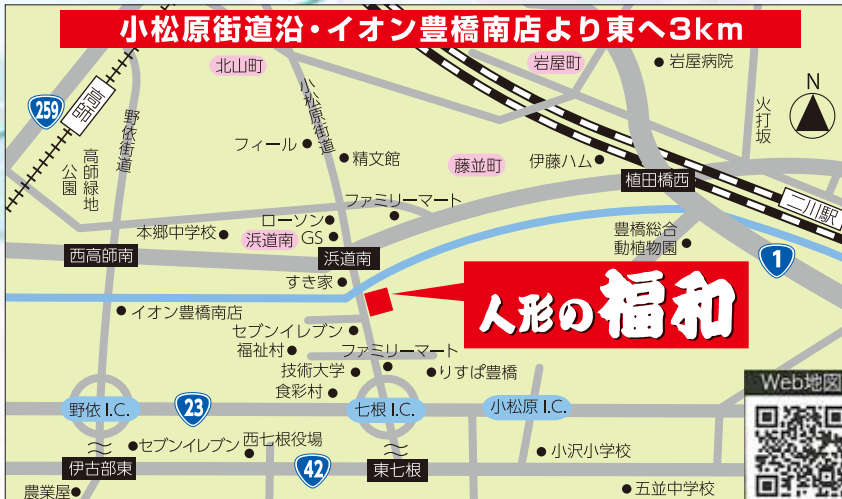 小松原街道沿・イオン豊橋南店より東へ3km
北山町
岩屋町
岩屋病院
N
259
高師
野依街道
小松原街道
火打坂
フィール
精文館
高師緑地
公園
藤並町
伊藤ハム
植田橋西
ファミリーマート
二川駅
ローソン
本郷中学校
浜道南
GS
豊橋総合
動植物園
西高師南
浜道南
1
すき家
人形の福和
イオン豊橋南店
セブンイレブン
福祉村
ファミリーマート
技術大学
りすぱ豊橋
食彩村
Web地図
野依 I.C.
23
七根 I.C.
小松原 I.C.
セブンイレブン
西七根役場
小沢小学校
伊古部東
42
東七根
農業屋
五並中学校